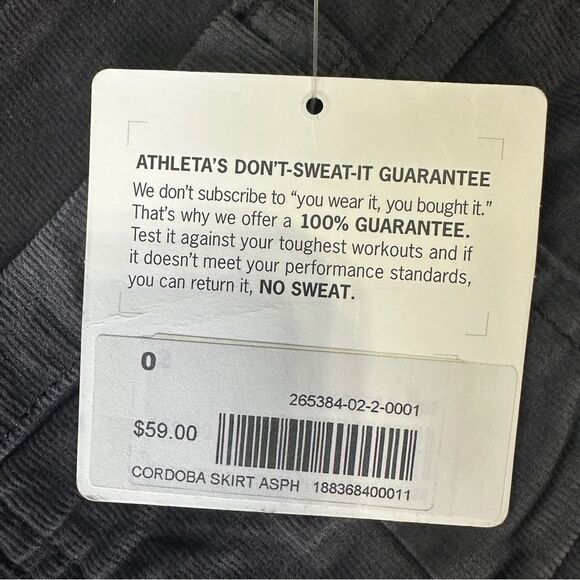 ATHLETA'S DON'T-SWEAT-IT GUARANTEE
We don't subscribe to “you wear it, you bought it.”
That's why we offer a 100% GUARANTEE.
Test it against your toughest workouts and if
it doesn't meet your performance standards,
you can return it, NO SWEAT.
0
265384-02-2-0001
$59.00
CORDOBA SKIRT ASPH 188368400011